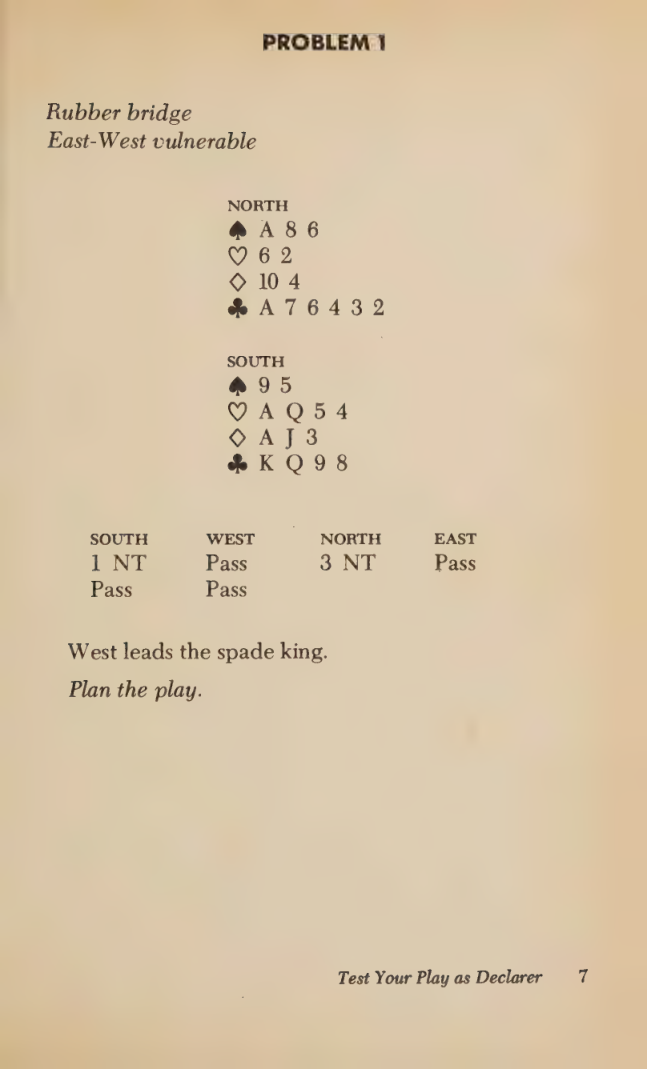 PROBLEM 1
Rubber bridge
East-West vulnerable
NORTH
♠ A 8 6
♡ 6 2
◇ 10 4
♣ A 7 6 4 3 2
SOUTH
♠ 9 5
♡ A Q 5 4
◇ A J 3
♣ K Q 9 8
SOUTH WEST NORTH EAST
1 NT Pass 3 NT Pass
Pass Pass
West leads the spade king.
Plan the play.
Test Your Play as Declarer 7